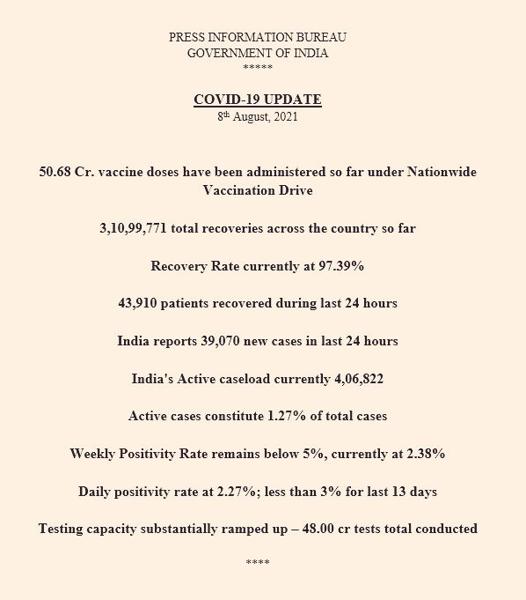 PRESS INFORMATION BUREAU
GOVERNMENT OF INDIA
*****
COVID-19 UPDATE
8th August, 2021
50.68 Cr. vaccine doses have been administered so far under Nationwide
Vaccination Drive
3,10,99,771 total recoveries across the country so far
Recovery Rate currently at 97.39%
43,910 patients recovered during last 24 hours
India reports 39,070 new cases in last 24 hours
India's Active caseload currently 4,06,822
Active cases constitute 1.27% of total cases
Weekly Positivity Rate remains below 5%, currently at 2.38%
Daily positivity rate at 2.27%; less than 3% for last 13 days
Testing capacity substantially ramped up – 48.00 cr tests total conducted
****